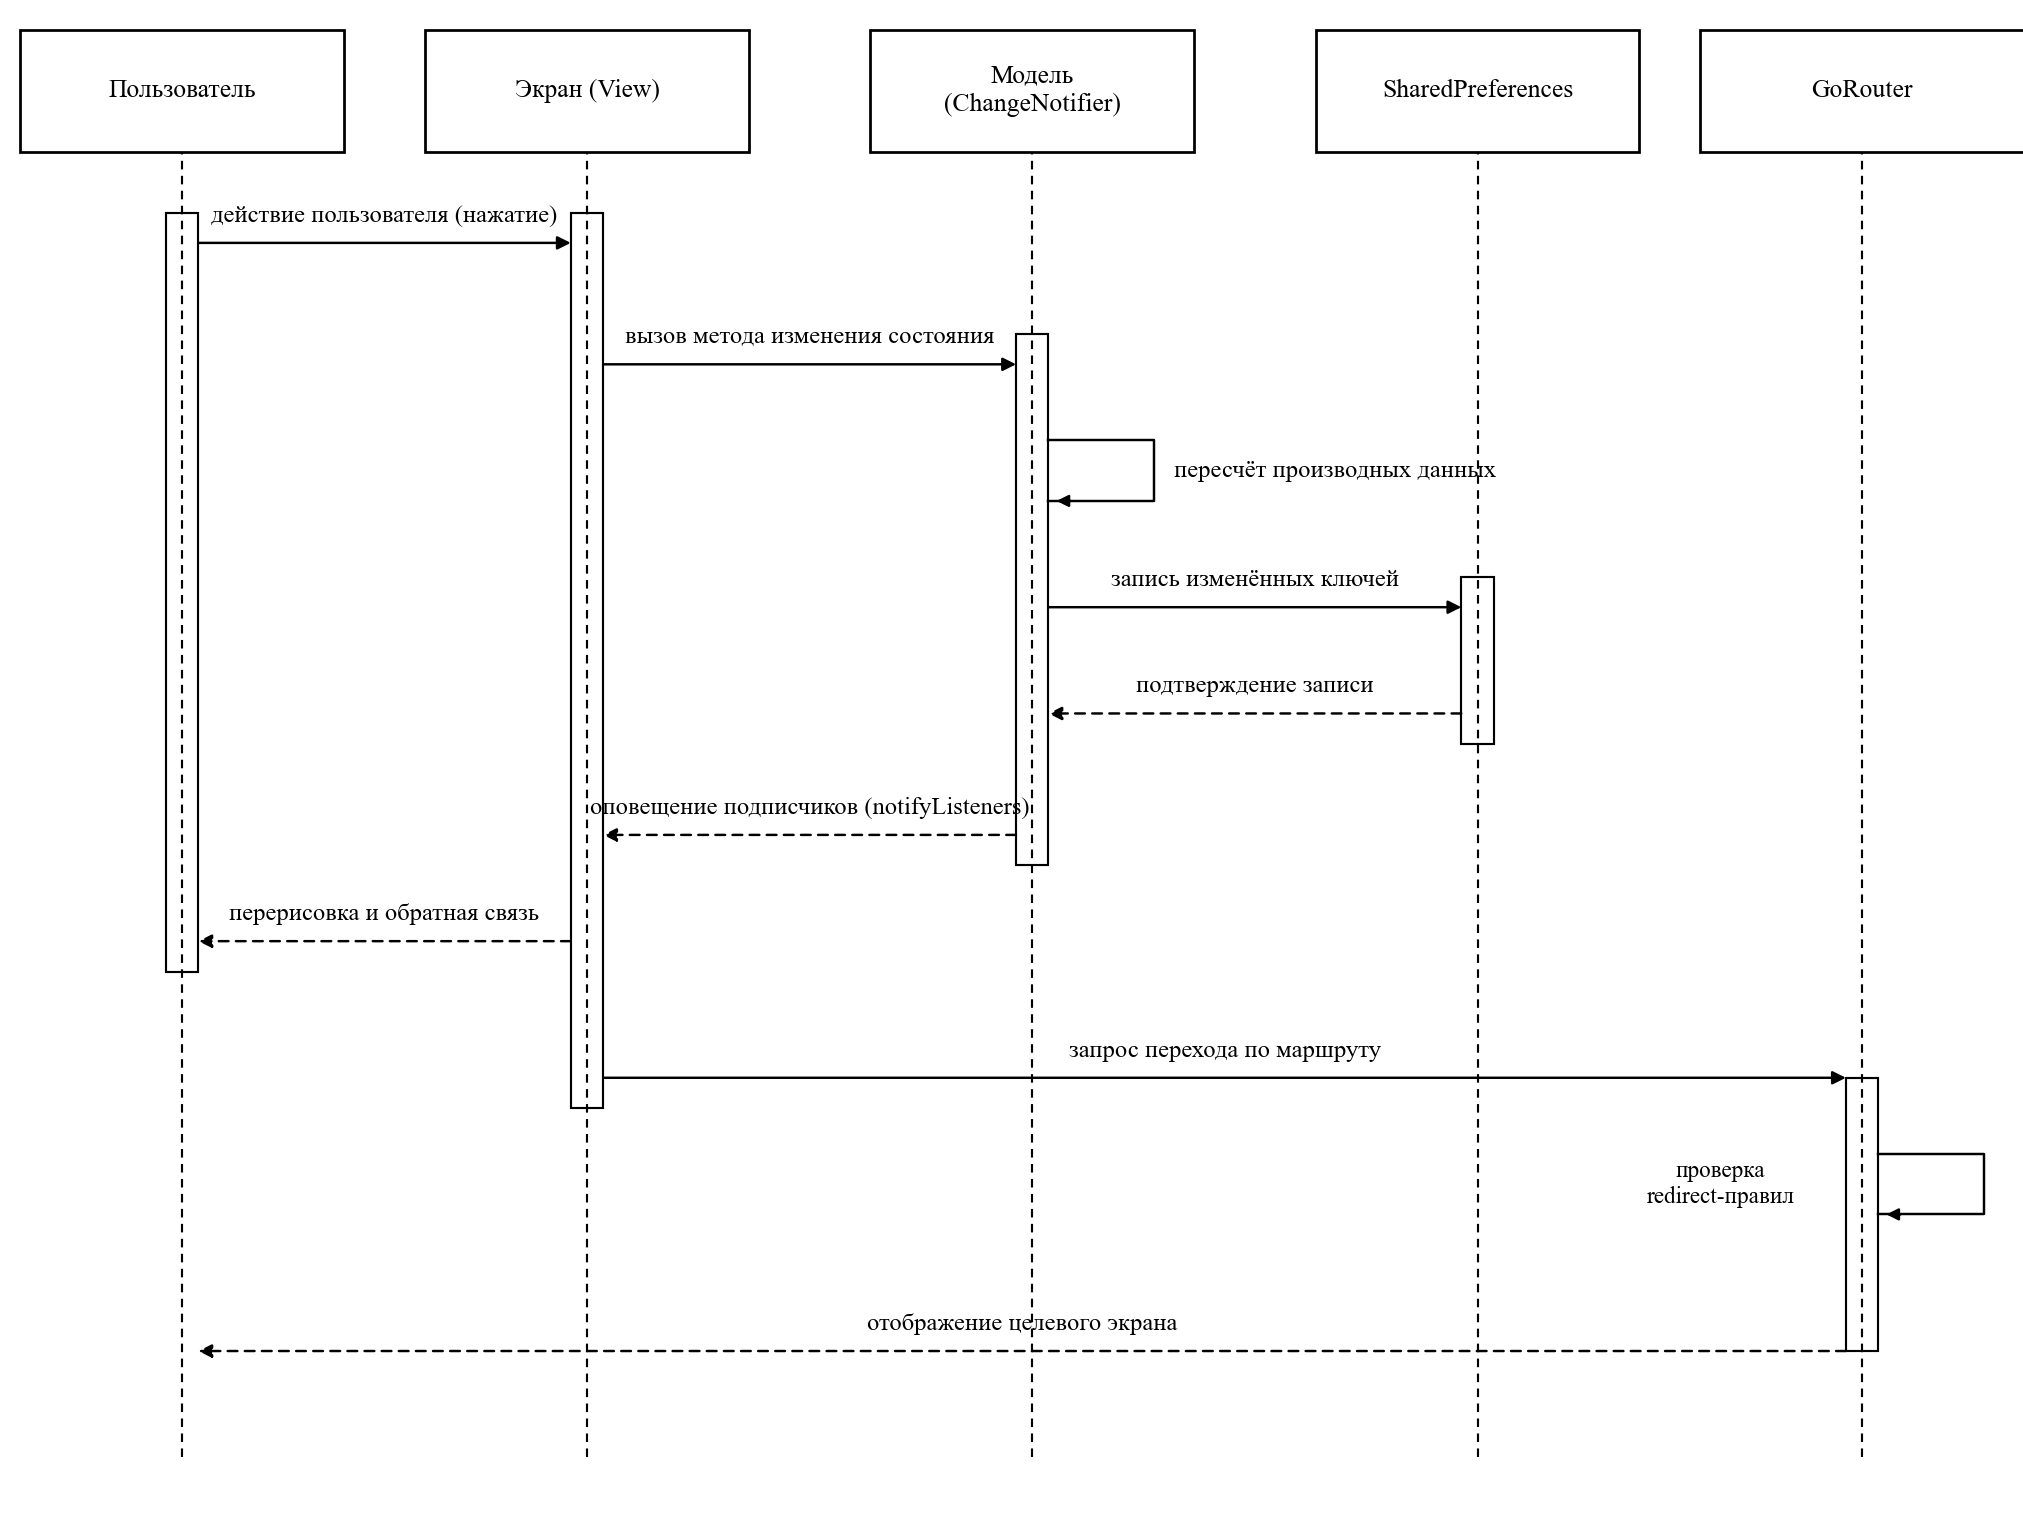 Пользователь
Экран (View)
Модель
(ChangeNotifier)
SharedPreferences
GoRouter
действие пользователя (нажатие)
вызов метода изменения состояния
пересчёт производных данных
запись изменённых ключей
подтверждение записи
оповещение подписчиков (notifyListeners)
перерисовка и обратная связь
запрос перехода по маршруту
проверка
redirect-правил
отображение целевого экрана